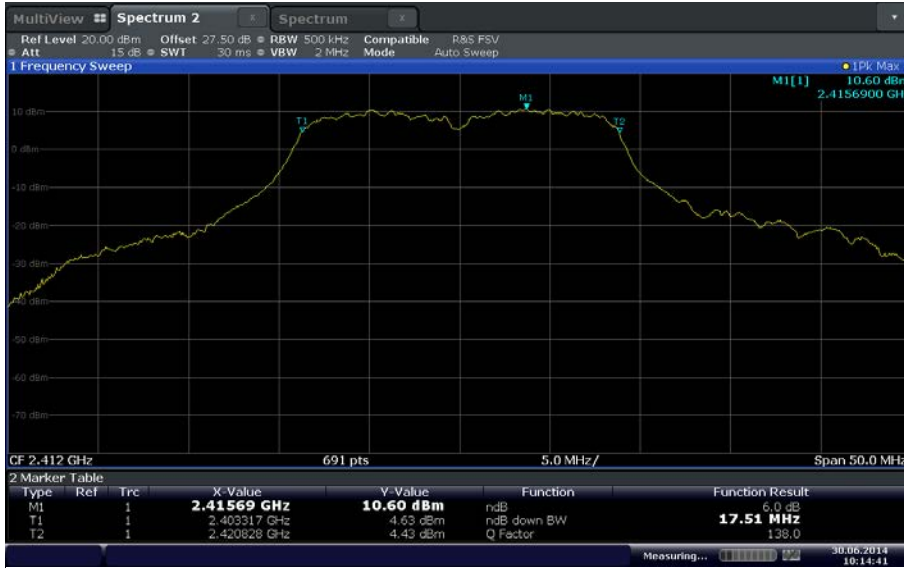 MultiView Spectrum 2 x Spectrum x
Ref Level 20.00 dBm Offset 27.50 dB RBW 500 kHz Compatible R&S FSV
Att 15 dB SWT 30 ms VBW 2 MHz Mode Auto Sweep
1 Frequency Sweep 1Pk Max
M1[1] 10.60 dBm
2.4156900 GH
M1
10 dBm
T1 T2
0 dBm
-10 dBm
-20 dBm
-30 dBm
-40 dBm
-50 dBm
-60 dBm
-70 dBm
CF 2.412 GHz 691 pts 5.0 MHz/ Span 50.0 MHz
2 Marker Table
Type Ref Trc X-Value Y-Value Function Function Result
M1 1 2.41569 GHz 10.60 dBm ndB 6.0 dB
T1 1 2.403317 GHz 4.63 dBm ndB down BW 17.51 MHz
T2 1 2.420828 GHz 4.43 dBm Q Factor 138.0
Measuring... 30.06.2014
10:14:41